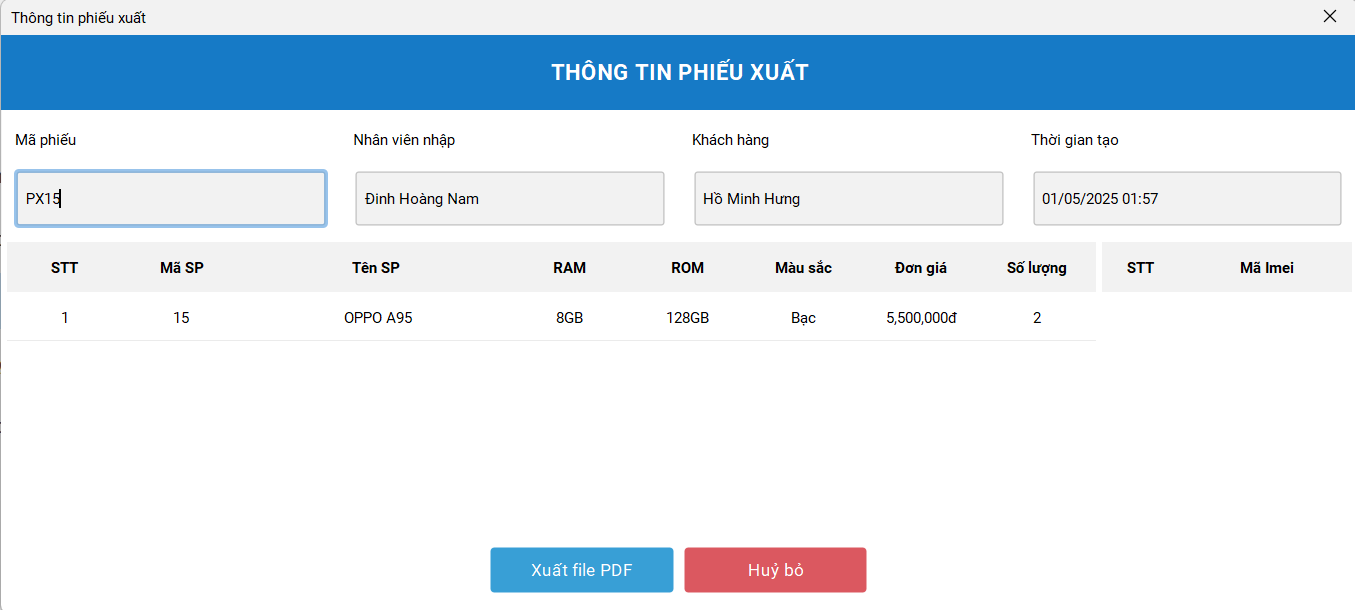 Thông tin phiếu xuất
THÔNG TIN PHIẾU XUẤT
Mã phiếu Nhân viên nhập Khách hàng Thời gian tạo
PX15 Đinh Hoàng Nam Hồ Minh Hưng 01/05/2025 01:57
STT Mã SP Tên SP RAM ROM Màu sắc Đơn giá Số lượng STT Mã Imei
1 15 OPPO A95 8GB 128GB Bạc 5,500,000đ 2
Xuất file PDF Huỷ bỏ